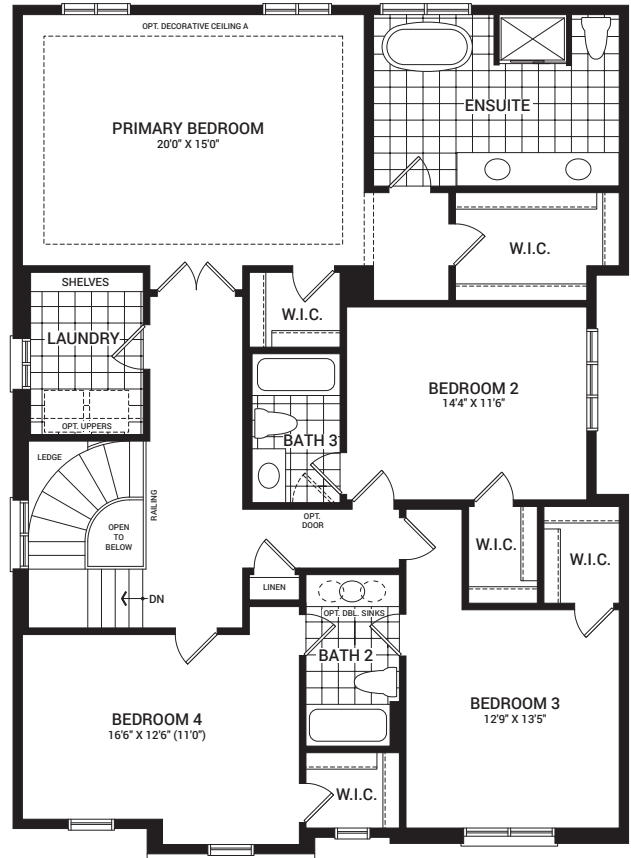 OPT. DECORATIVE CEILING A
PRIMARY BEDROOM
20'0" X 15'0"
ENSUITE
W.I.C.
SHELVES
LAUNDRY
OPT. UPPERS
W.I.C.
BEDROOM 2
14'4" X 11'6"
BATH 3
LEDGE
RAILING
OPEN
TO
BELOW
DN
OPT.
DOOR
LINEN
W.I.C.
W.I.C.
OPT. DBL. SINKS
BATH 2
BEDROOM 3
12'9" X 13'5"
BEDROOM 4
16'6" X 12'6" (11'0")
W.I.C.